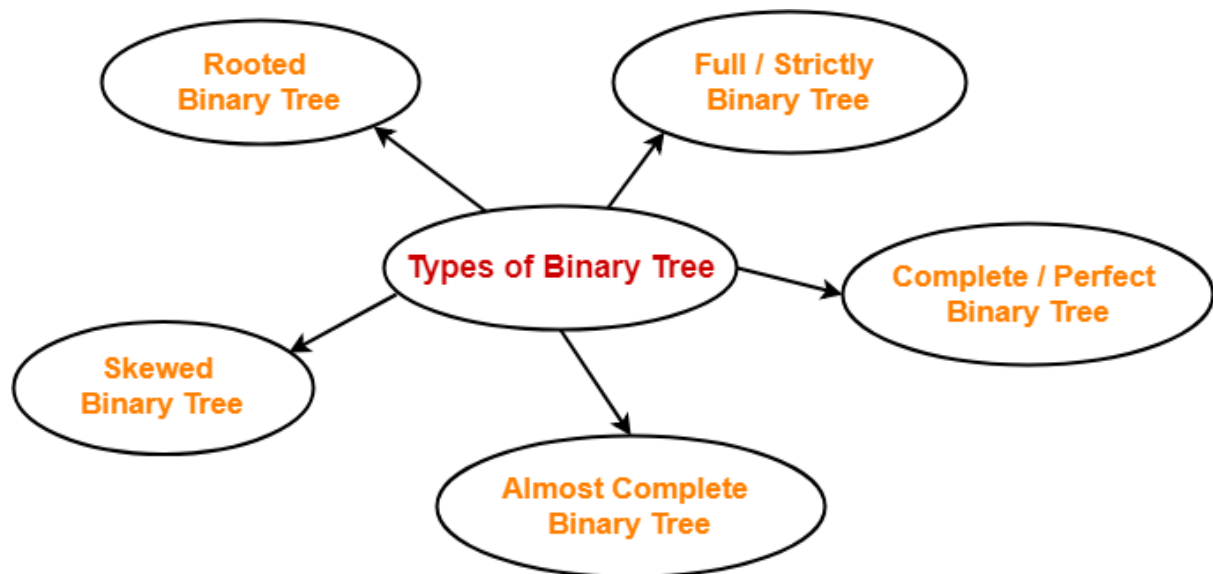 Rooted
Binary Tree
Full / Strictly
Binary Tree
Types of Binary Tree
Complete / Perfect
Binary Tree
Skewed
Binary Tree
Almost Complete
Binary Tree